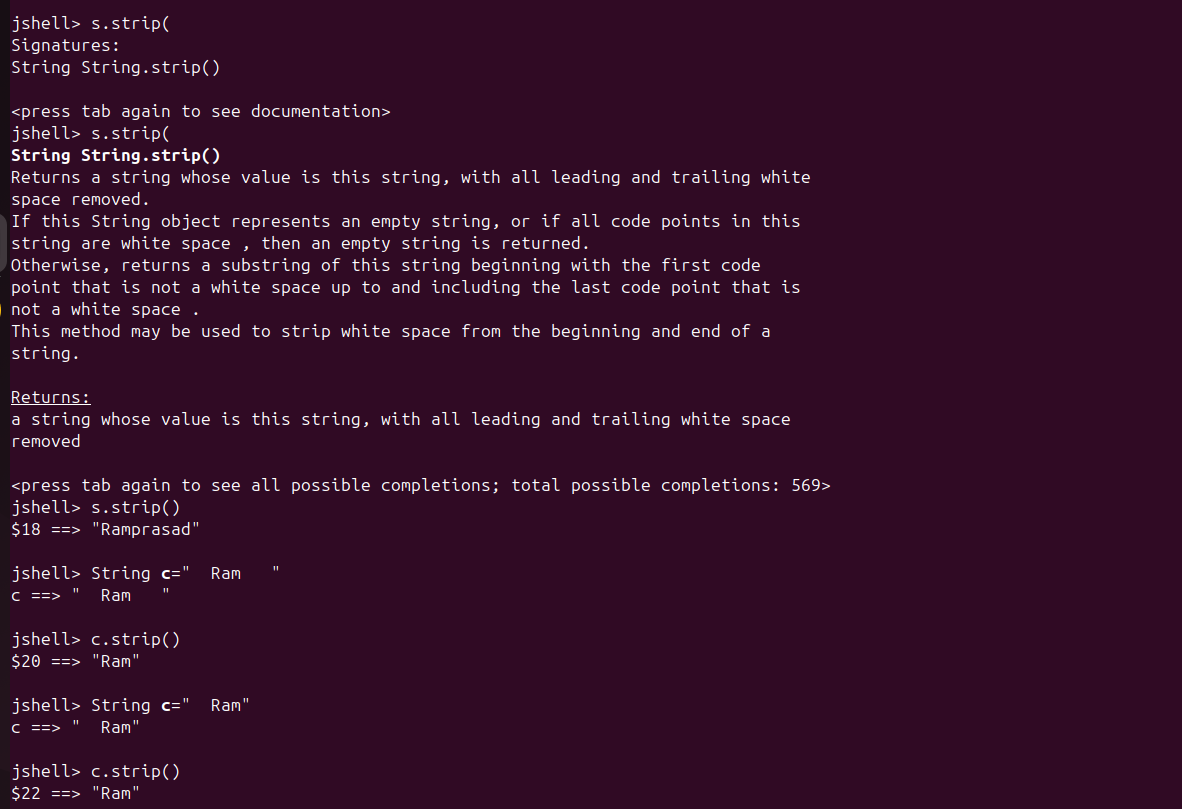 jshell> s.strip(
Signatures:
String String.strip()
<press tab again to see documentation>
jshell> s.strip(
String String.strip()
Returns a string whose value is this string, with all leading and trailing white
space removed.
If this String object represents an empty string, or if all code points in this
string are white space , then an empty string is returned.
Otherwise, returns a substring of this string beginning with the first code
point that is not a white space up to and including the last code point that is
not a white space .
This method may be used to strip white space from the beginning and end of a
string.
Returns:
a string whose value is this string, with all leading and trailing white space
removed
<press tab again to see all possible completions; total possible completions: 569>
jshell> s.strip()
$18 ==> "Ramprasad"
jshell> String c="  Ram   "
c ==> "  Ram   "
jshell> c.strip()
$20 ==> "Ram"
jshell> String c="  Ram"
c ==> "  Ram"
jshell> c.strip()
$22 ==> "Ram"